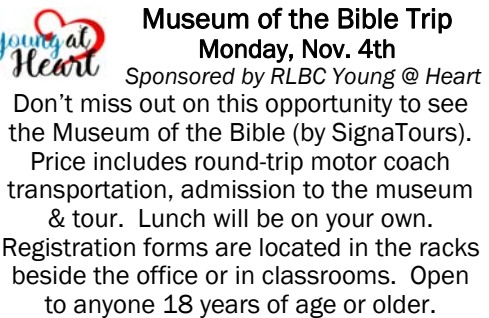 young at
Heart
Museum of the Bible Trip
Monday, Nov. 4th
Sponsored by RLBC Young @ Heart
Don't miss out on this opportunity to see
the Museum of the Bible (by SignaTours).
Price includes round-trip motor coach
transportation, admission to the museum
& tour.  Lunch will be on your own.
Registration forms are located in the racks
beside the office or in classrooms.  Open
to anyone 18 years of age or older.